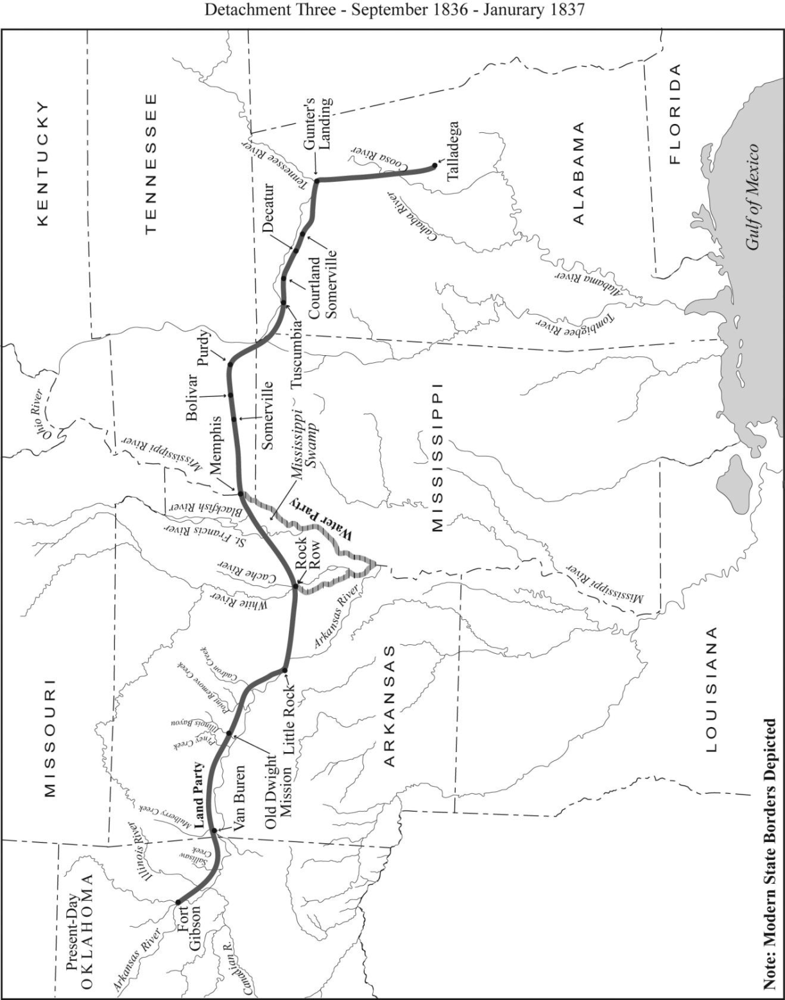 Detachment Three - September 1836 - Janurary 1837
KENTUCKY
TENNESSEE
MISSOURI
Present-Day
OKLAHOMA
ARKANSAS
MISSISSIPPI
ALABAMA
FLORIDA
LOUISIANA
Gulf of Mexico
Ohio River
Mississippi River
Tennessee River
Coosa River
Cahaba River
Alabama River
Tombigbee River
Gunter's
Landing
Talladega
Decatur
Courtland
Somerville
Tuscumbia
Purdy
Bolivar
Somerville
Memphis
Mississippi
Swamp
Water Party
Blackfish River
St. Francis River
Cache River
White River
Rock
Row
Arkansas River
Mississippi River
Cadron Creek
Point Remove Creek
Illinois Bayou
Piney Creek
Little Rock
Old Dwight
Mission
Land Party
Van Buren
Mulberry Creek
Illinois River
Sallisaw
Creek
Fort
Gibson
Arkansas River
Canadian R.
Note: Modern State Borders Depicted